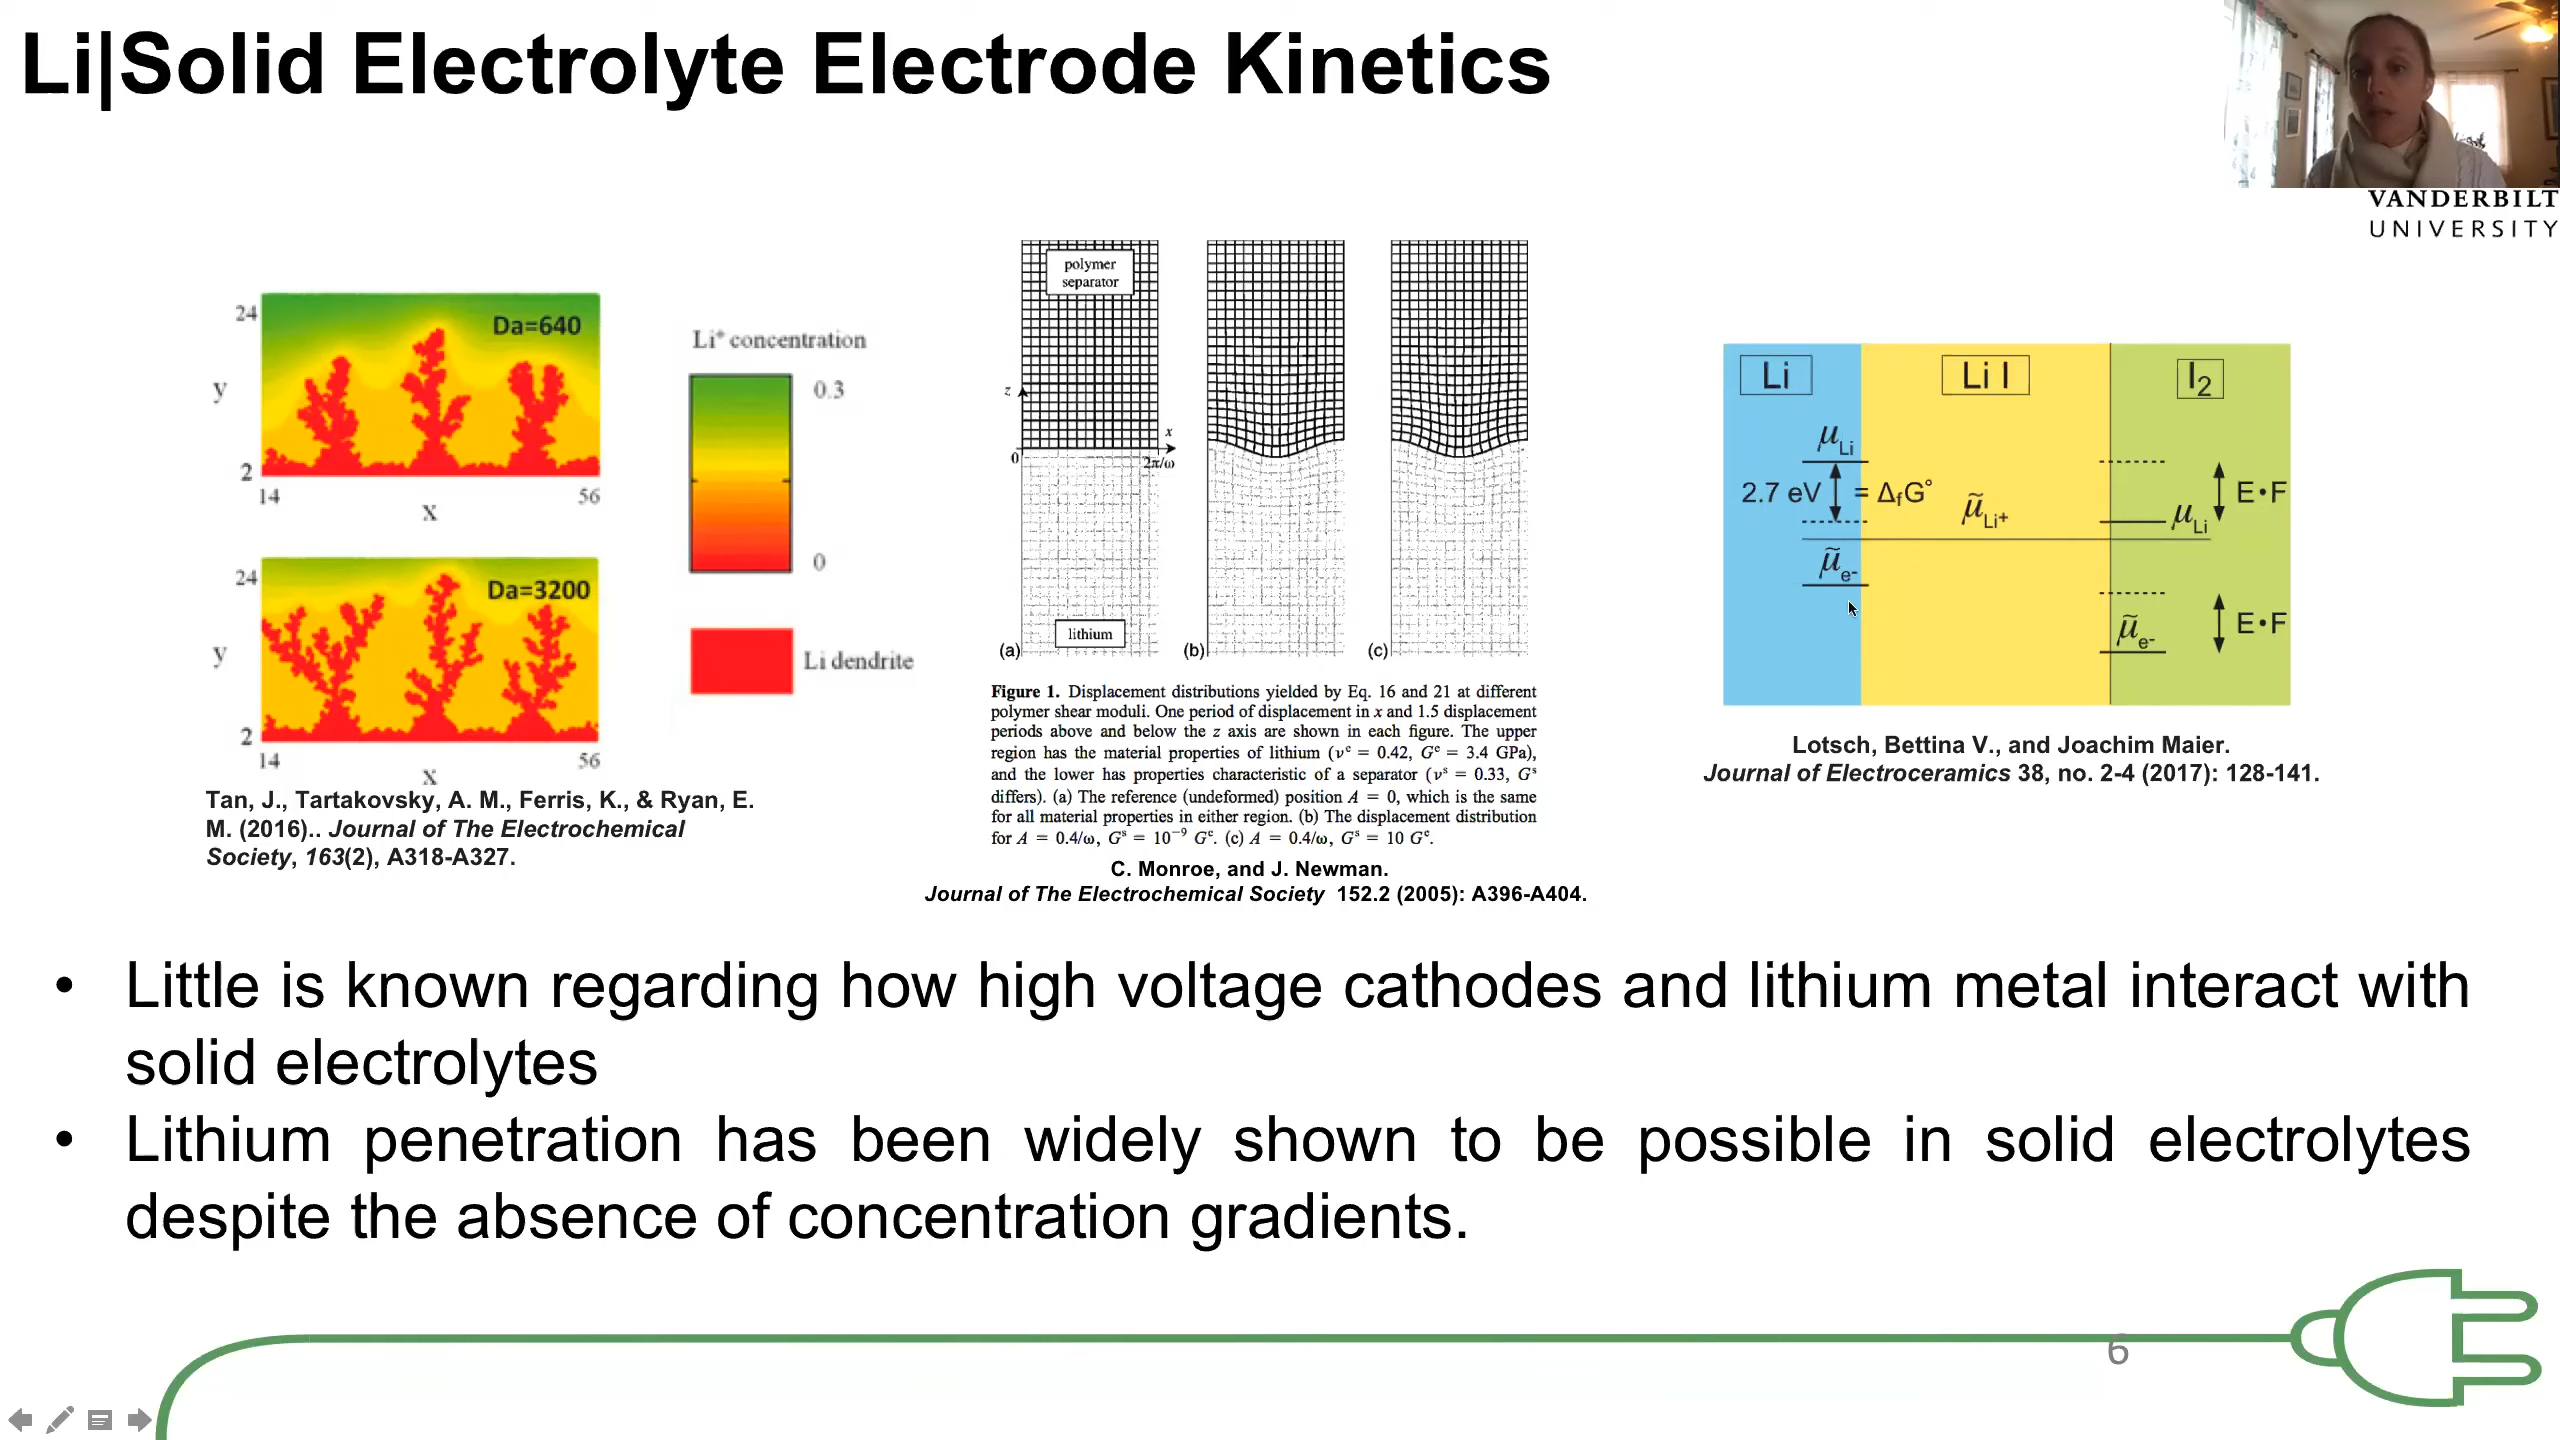 Li|Solid Electrolyte Electrode Kinetics
VANDERBILT
UNIVERSITY
24
Da=640
y
2
14
56
x
24
Da=3200
y
2
14
56
x
Li⁺ concentration
0.3
0
Li dendrite
Tan, J., Tartakovsky, A. M., Ferris, K., & Ryan, E.
M. (2016).. Journal of The Electrochemical
Society, 163(2), A318-A327.
polymer
separator
z
x
0
2π/ω
lithium
(a)
(b)
(c)
Figure 1. Displacement distributions yielded by Eq. 16 and 21 at different
polymer shear moduli. One period of displacement in x and 1.5 displacement
periods above and below the z axis are shown in each figure. The upper
region has the material properties of lithium (νᵉ = 0.42, Gᵉ = 3.4 GPa),
and the lower has properties characteristic of a separator (νˢ = 0.33, Gˢ
differs). (a) The reference (undeformed) position A = 0, which is the same
for all material properties in either region. (b) The displacement distribution
for A = 0.4/ω, Gˢ = 10⁻⁹ Gᵉ. (c) A = 0.4/ω, Gˢ = 10 Gᵉ.
C. Monroe, and J. Newman.
Journal of The Electrochemical Society 152.2 (2005): A396-A404.
Li
Li I
I₂
μLi
2.7 eV
= ΔfG°
μ̃Li⁺
μ̃e-
μLi
E•F
μ̃e-
E•F
Lotsch, Bettina V., and Joachim Maier.
Journal of Electroceramics 38, no. 2-4 (2017): 128-141.
• Little is known regarding how high voltage cathodes and lithium metal interact with
solid electrolytes
• Lithium penetration has been widely shown to be possible in solid electrolytes
despite the absence of concentration gradients.
6